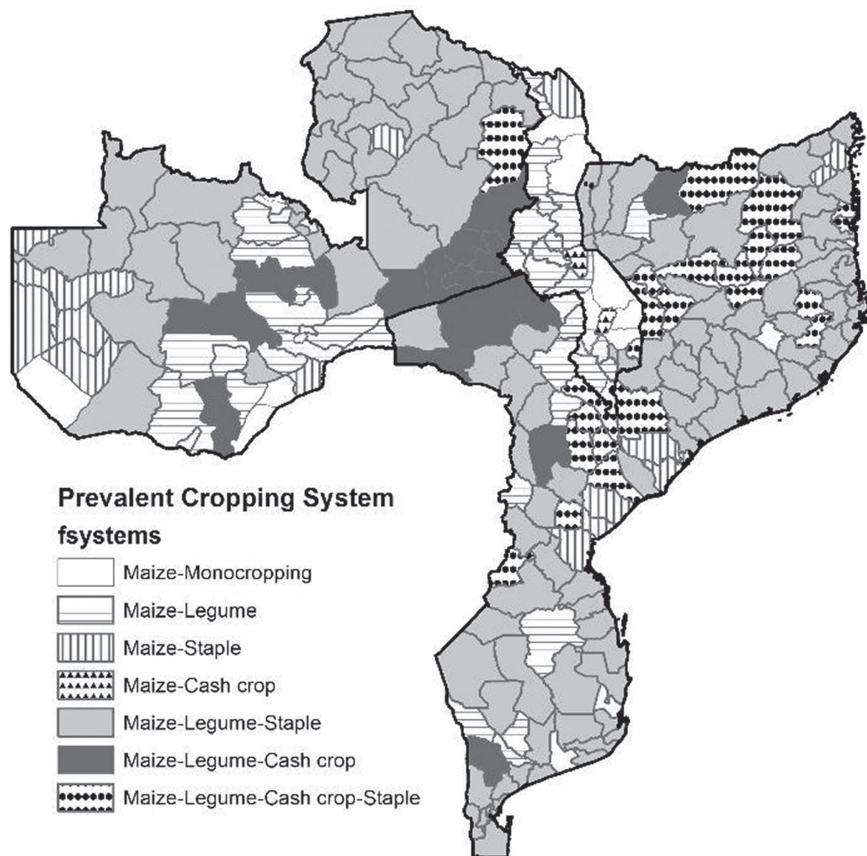 Prevalent Cropping System
fsystems
Maize-Monocropping
Maize-Legume
Maize-Staple
Maize-Cash crop
Maize-Legume-Staple
Maize-Legume-Cash crop
Maize-Legume-Cash crop-Staple